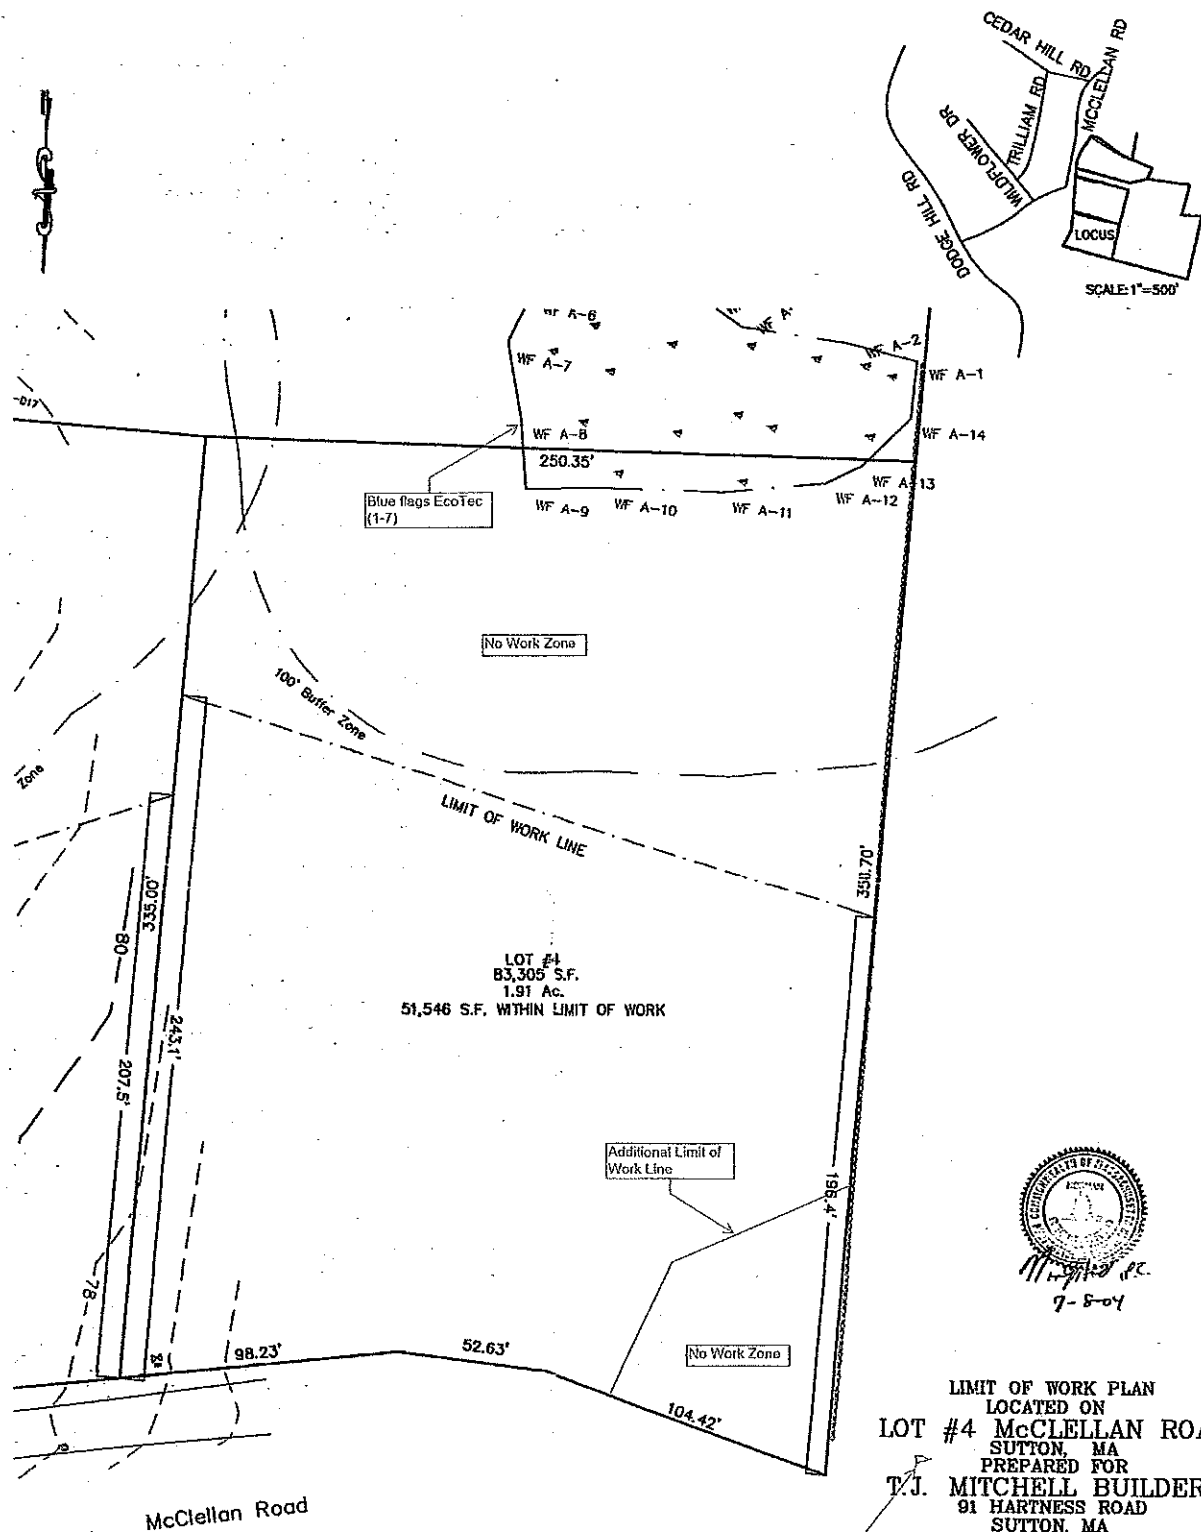 CEDAR HILL RD
MCCLELLAN RD
TRILLIAM RD
WILDFLOWER DR
DODGE HILL RD
LOCUS
SCALE:1"=500'
WF A-6
WF A-7
WF A-8
WF A-2
WF A-1
WF A-14
WF A-13
WF A-12
WF A-11
WF A-10
WF A-9
250.35'
Blue flags EcoTec
(1-7)
No Work Zone
100' Buffer Zone
Zone
LIMIT OF WORK LINE
350.70'
335.00'
80
243.1'
207.5'
78
LOT #4
83,305 S.F.
1.91 Ac.
51,546 S.F. WITHIN LIMIT OF WORK
Additional Limit of
Work Line
196.4'
No Work Zone
98.23'
52.63'
104.42'
McClellan Road
7-8-04
LIMIT OF WORK PLAN
LOCATED ON
LOT #4 McCLELLAN ROA
SUTTON, MA
PREPARED FOR
T.J. MITCHELL BUILDER
91 HARTNESS ROAD
SUTTON, MA